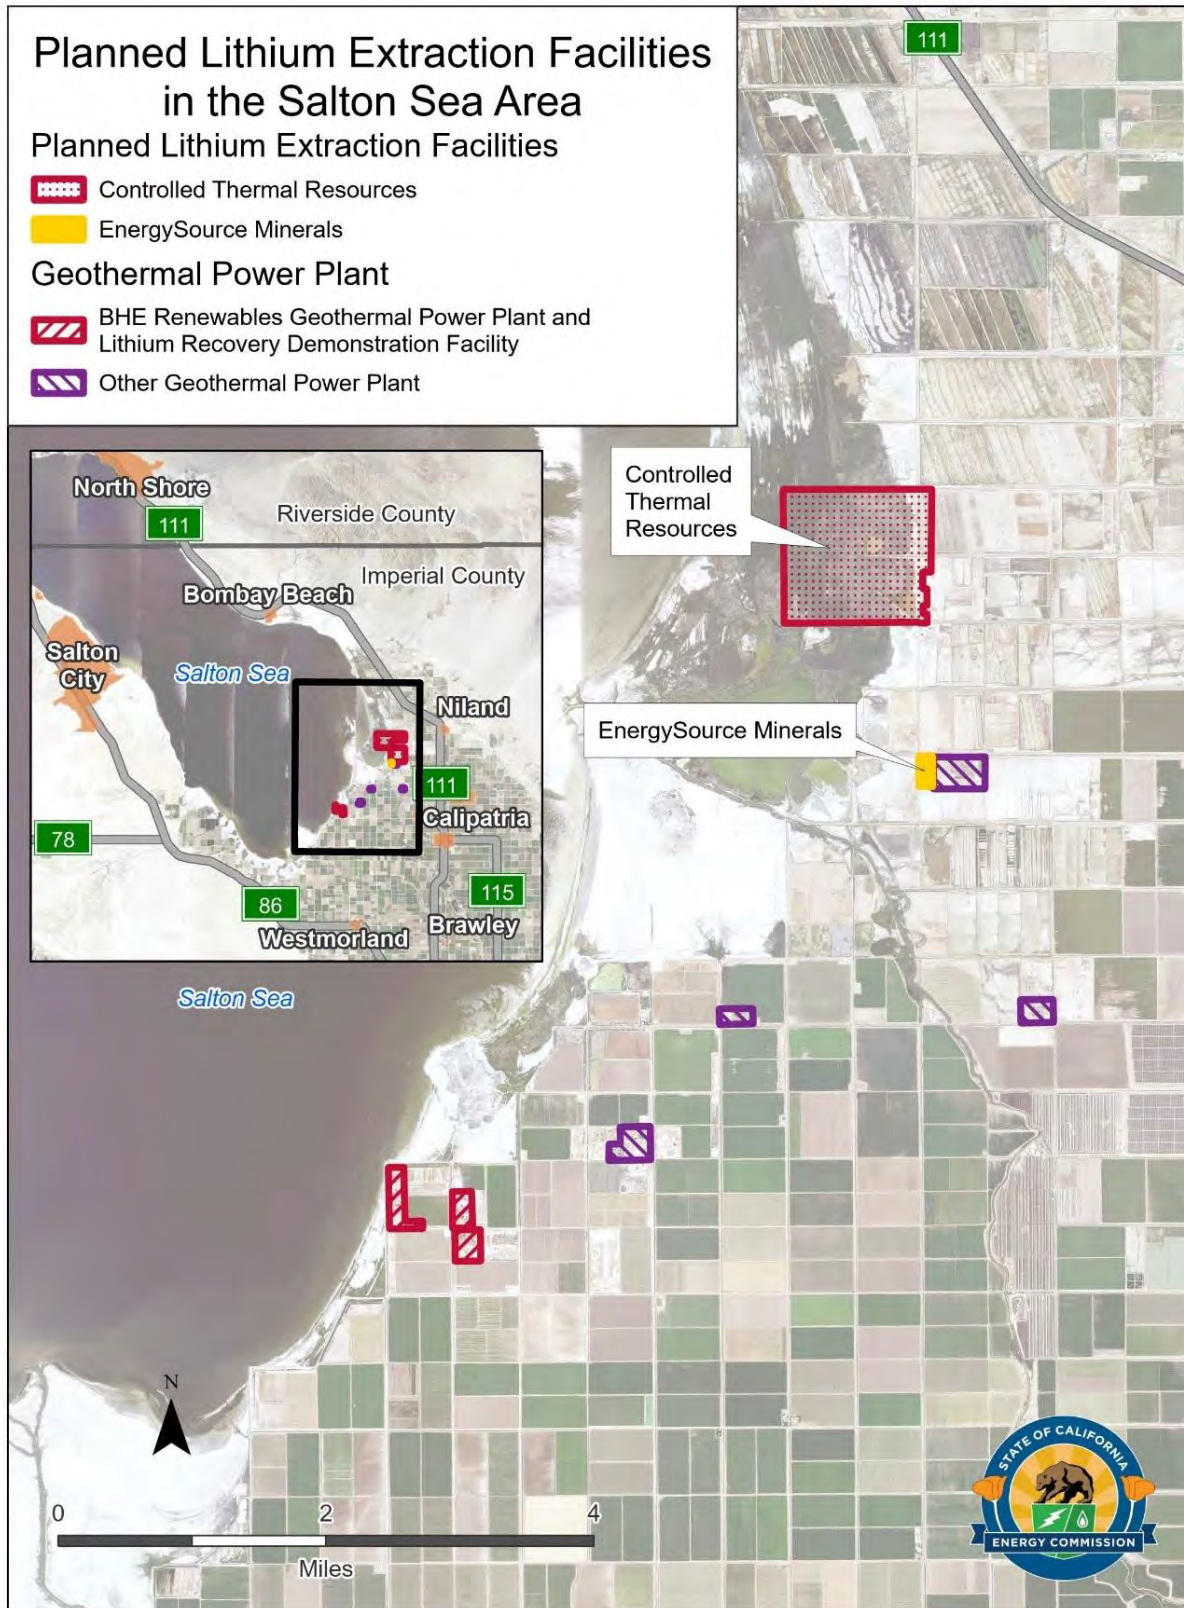 Planned Lithium Extraction Facilities
in the Salton Sea Area
Planned Lithium Extraction Facilities
Controlled Thermal Resources
EnergySource Minerals
Geothermal Power Plant
BHE Renewables Geothermal Power Plant and
Lithium Recovery Demonstration Facility
Other Geothermal Power Plant
111
North Shore
111
Riverside County
Imperial County
Bombay Beach
Salton
City
Salton Sea
Niland
111
Calipatria
78
86
115
Westmorland
Brawley
Controlled
Thermal
Resources
EnergySource Minerals
Salton Sea
N
0 2 4
Miles
STATE OF CALIFORNIA
ENERGY COMMISSION